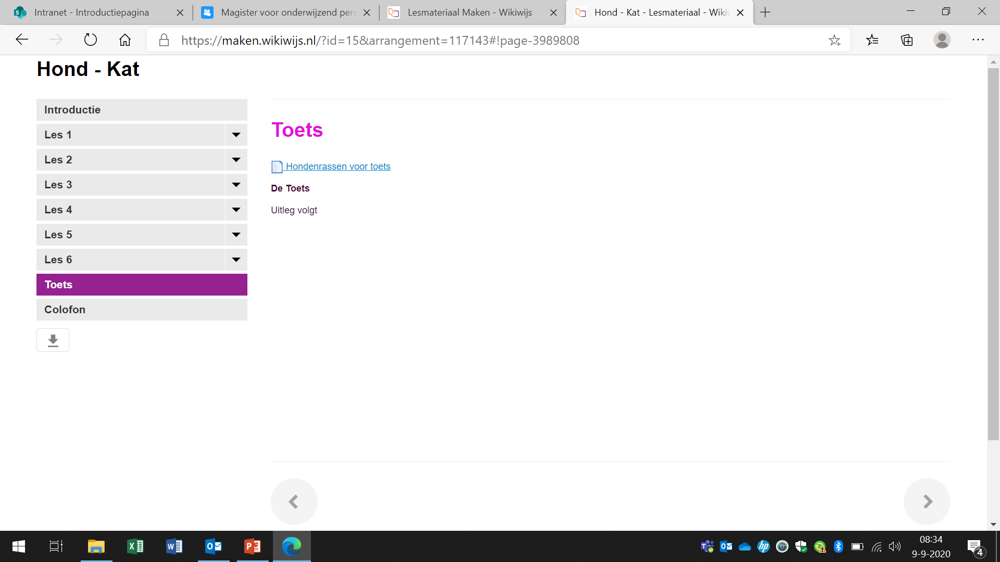 Intranet - Introductiepagina
Magister voor onderwijzend pers
Lesmateriaal Maken - Wikiwijs
Hond - Kat - Lesmateriaal - Wikiw
https://maken.wikiwijs.nl/?id=15&arrangement=117143#!page-3989808
Hond - Kat
Introductie
Les 1
Les 2
Les 3
Les 4
Les 5
Les 6
Toets
Colofon
Toets
Hondenrassen voor toets
De Toets
Uitleg volgt
08:34
9-9-2020
4